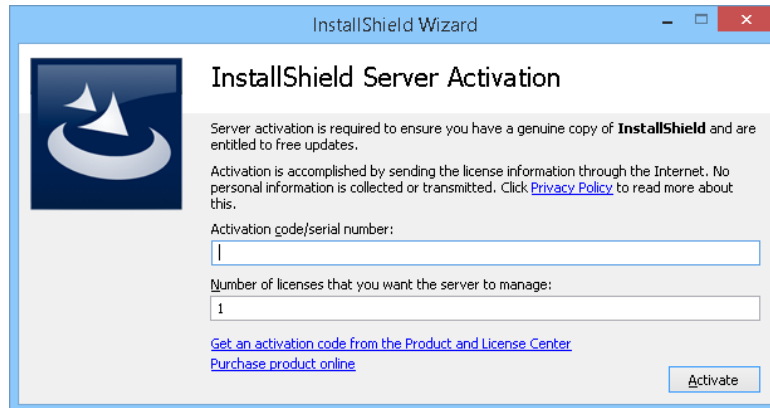 InstallShield Wizard
InstallShield Server Activation
Server activation is required to ensure you have a genuine copy of InstallShield and are
entitled to free updates.
Activation is accomplished by sending the license information through the Internet. No
personal information is collected or transmitted. Click Privacy Policy to read more about
this.
Activation code/serial number:
Number of licenses that you want the server to manage:
1
Get an activation code from the Product and License Center
Purchase product online
Activate